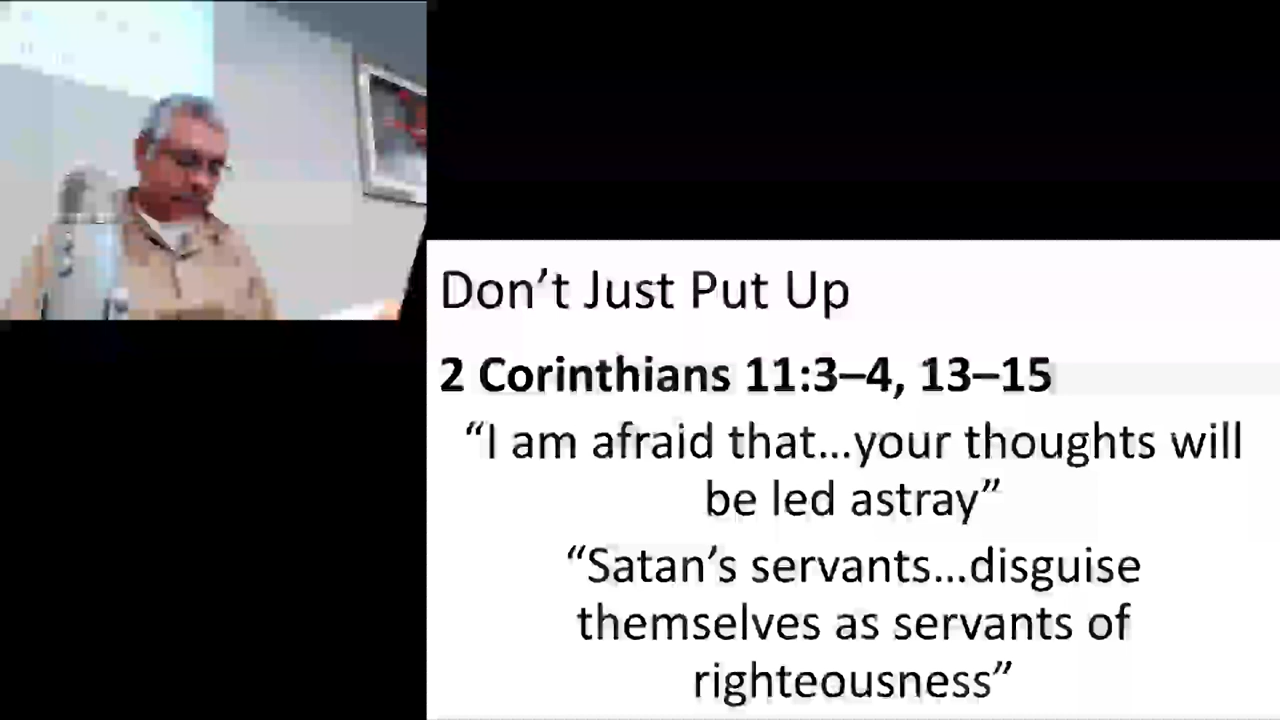 Don’t Just Put Up
2 Corinthians 11:3–4, 13–15
“I am afraid that...your thoughts will
be led astray”
“Satan’s servants...disguise
themselves as servants of
righteousness”